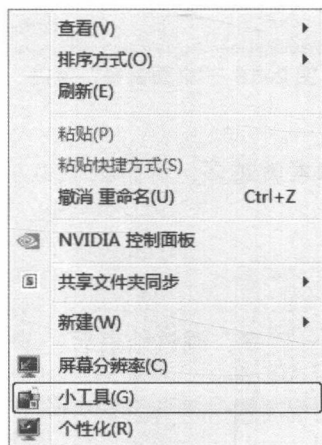 查看(V)
排序方式(O)
刷新(E)
粘贴(P)
粘贴快捷方式(S)
撤消 重命名(U) Ctrl+Z
NVIDIA 控制面板
S 共享文件夹同步
新建(W)
屏幕分辨率(C)
小工具(G)
个性化(R)